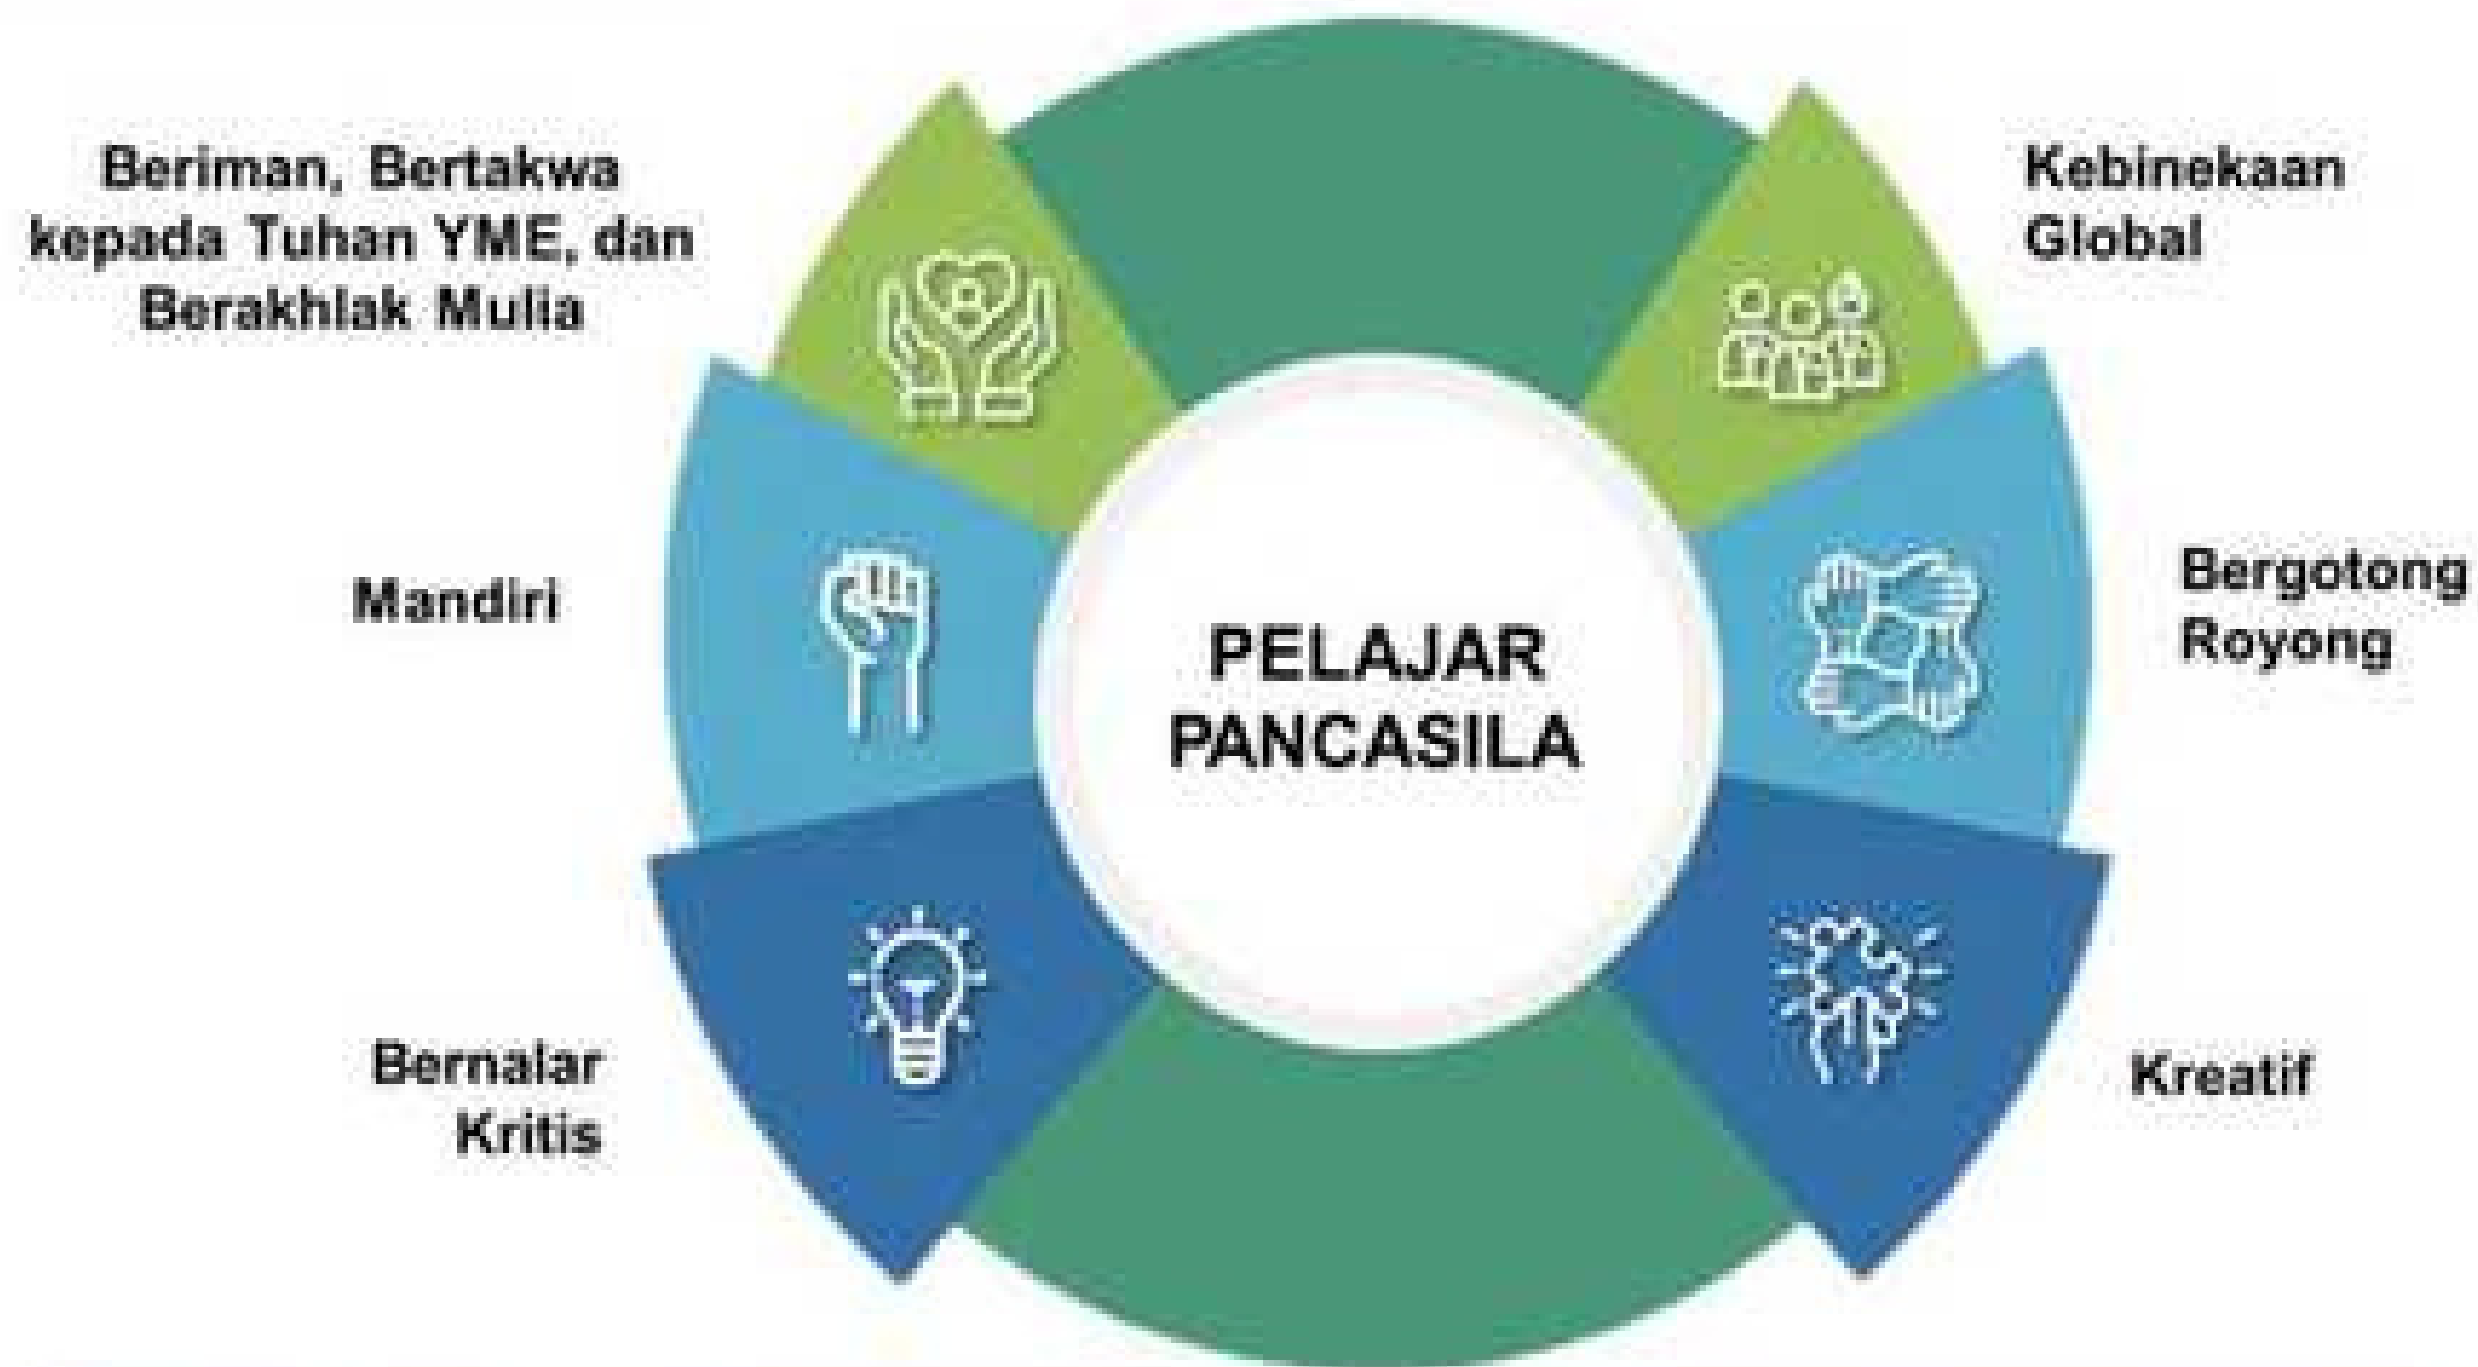 Beriman, Bertakwa
kepada Tuhan YME, dan
Berakhlak Mulia
Kebinekaan
Global
Mandiri
Bergotong
Royong
PELAJAR
PANCASILA
Bernalar
Kritis
Kreatif